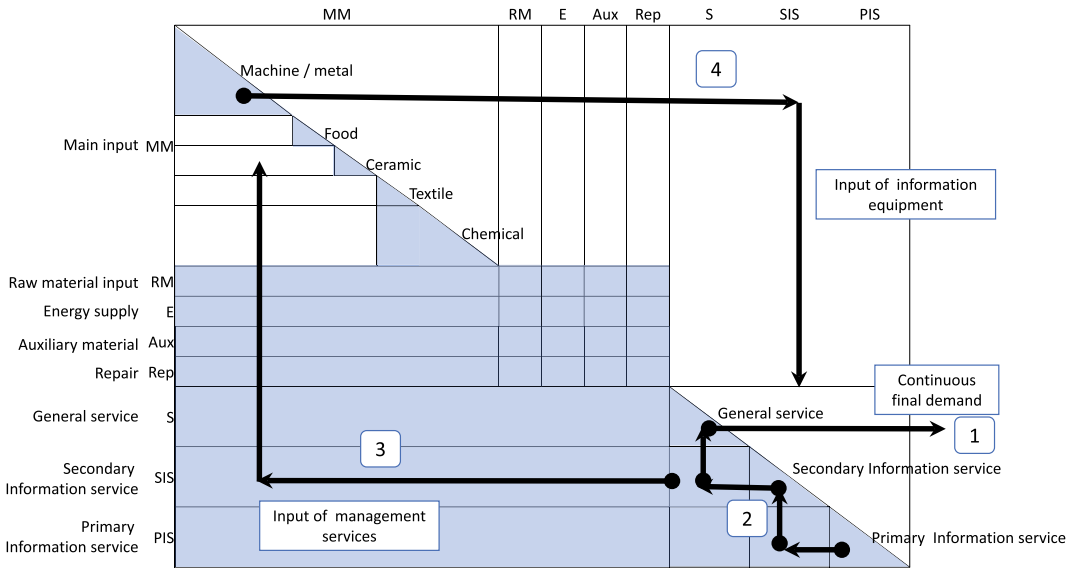 MM RM E Aux Rep S SIS PIS
4
Machine / metal
Food
Main input MM
Ceramic
Textile
Input of information
equipment
Chemical
Raw material input RM
Energy supply E
Auxiliary material Aux
Repair Rep
Continuous
final demand
General service S
General service
1
3
Secondary
Information service
SIS
Secondary Information service
Input of management
services
2
Primary
Information service
PIS
Primary Information service